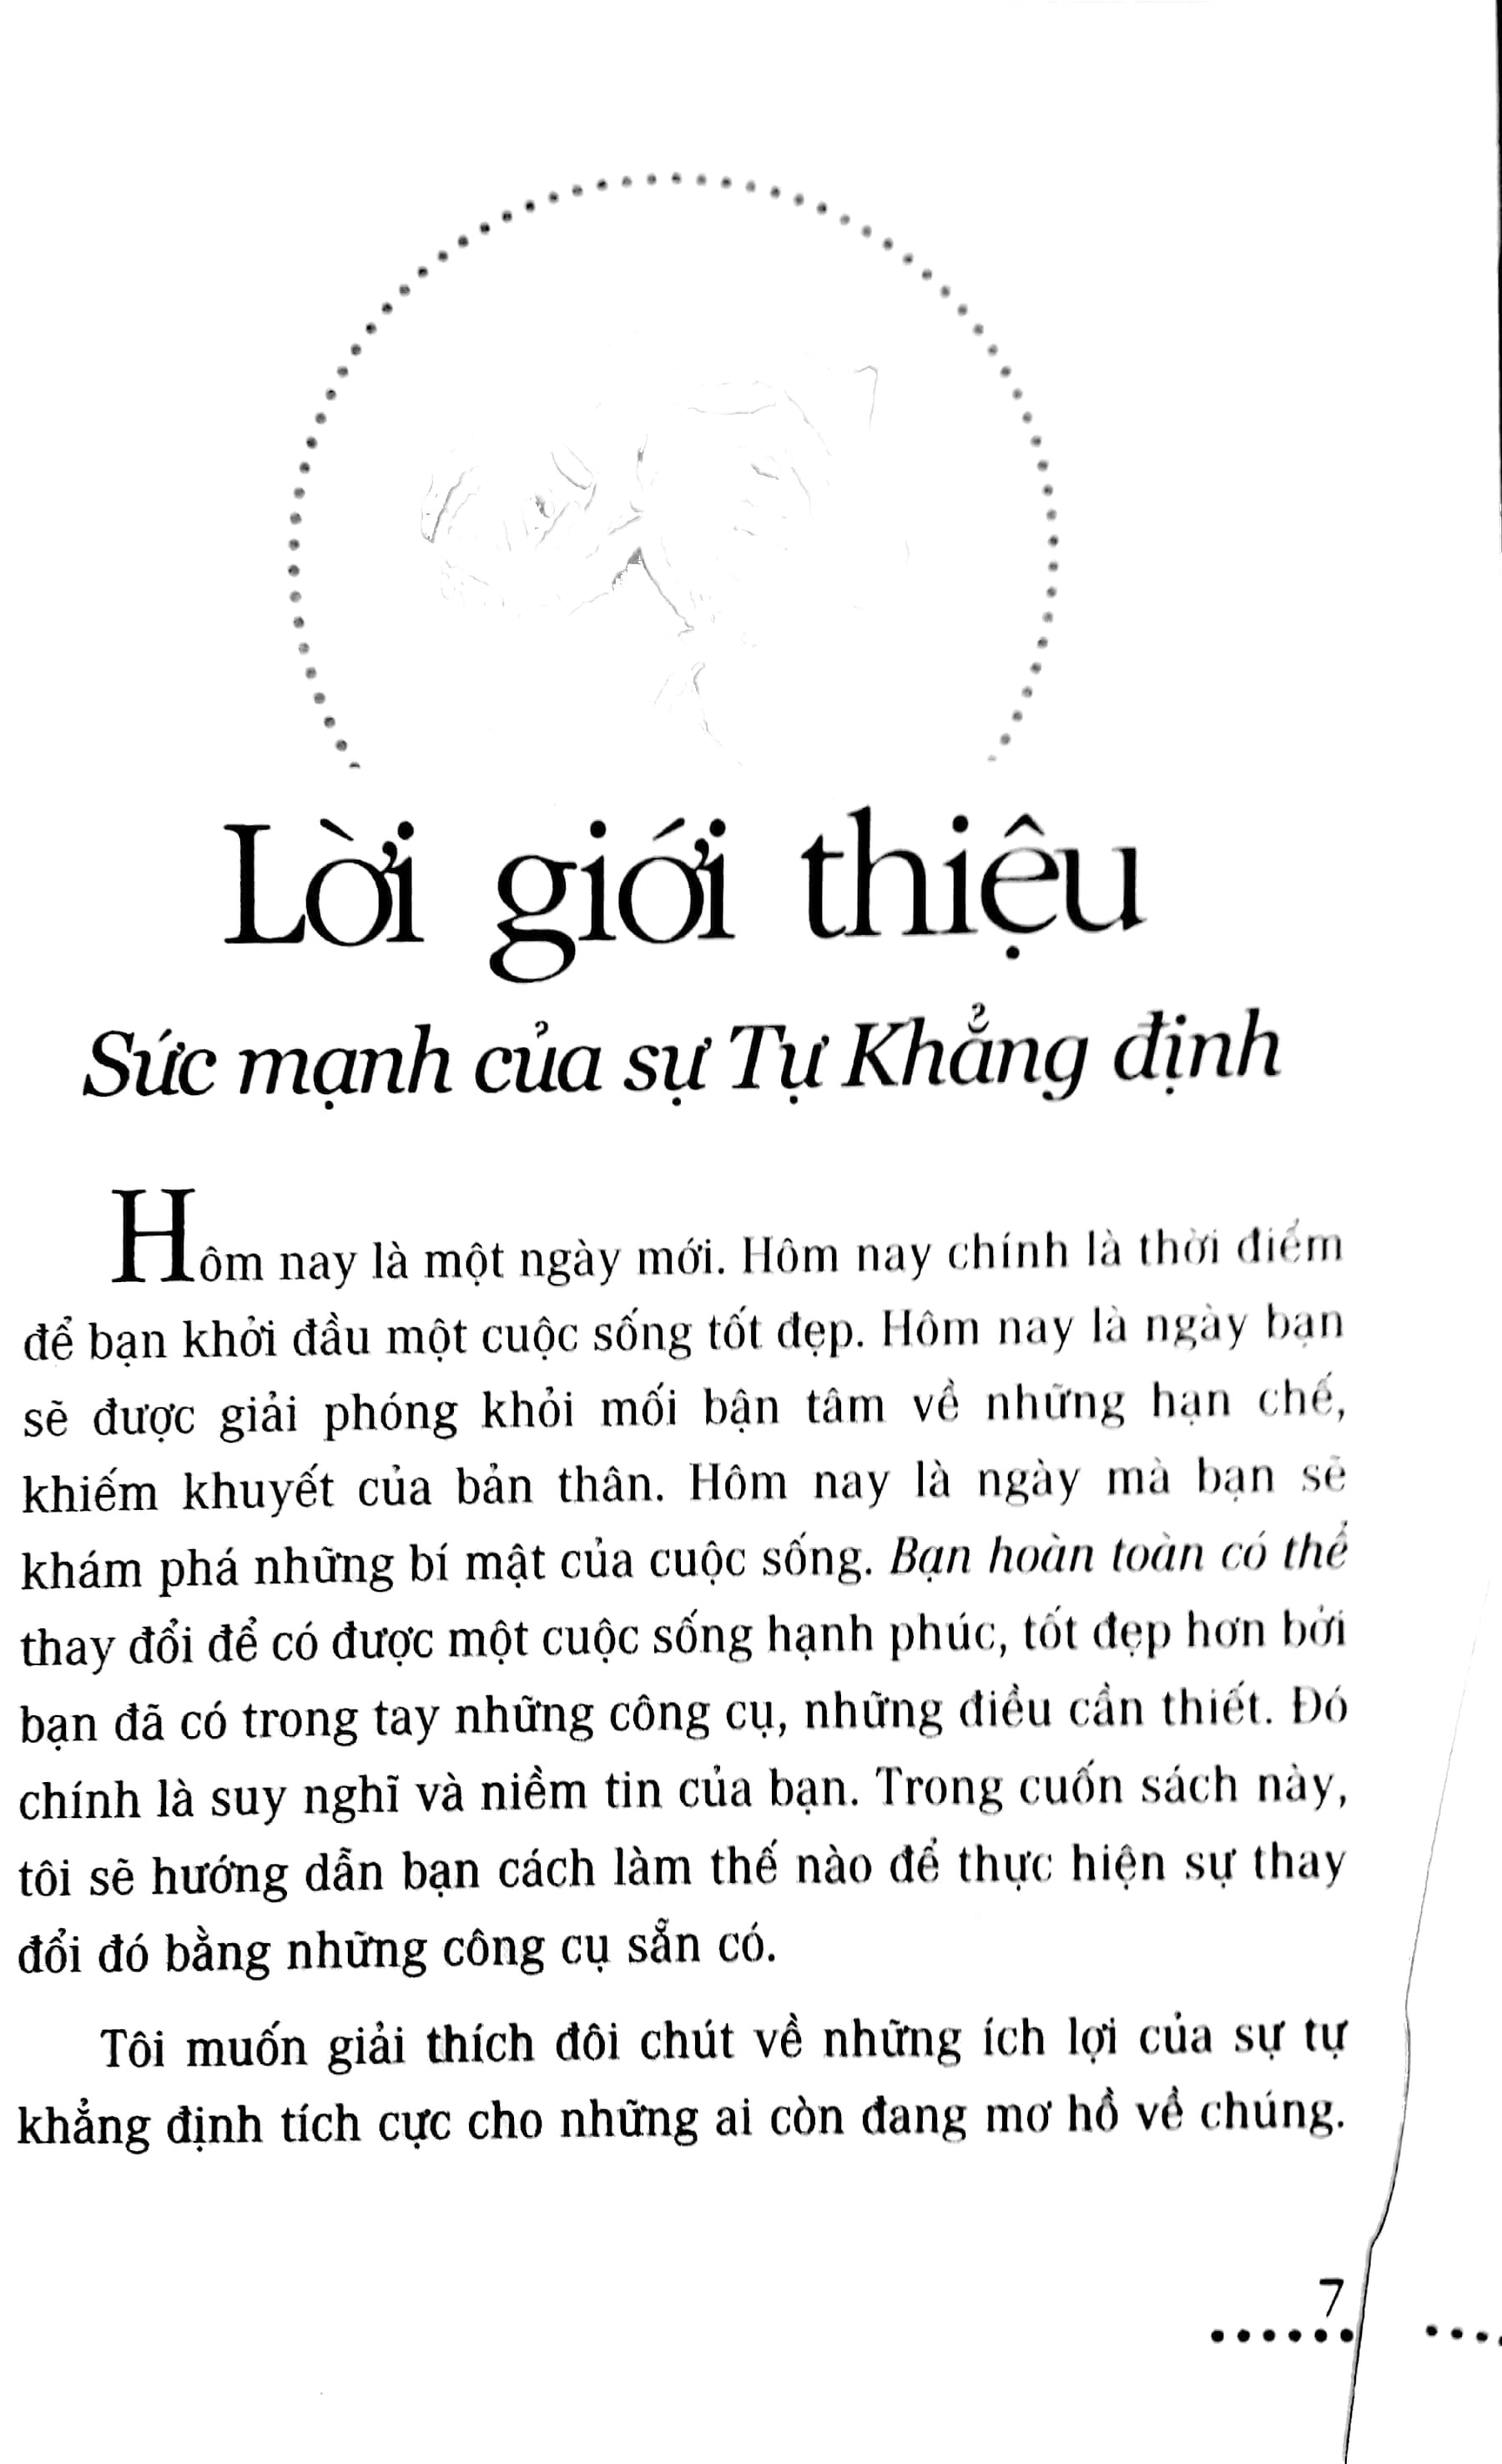 Lời giới thiệu
Sức mạnh của sự Tự Khẳng định
Hôm nay là một ngày mới. Hôm nay chính là thời điểm
để bạn khởi đầu một cuộc sống tốt đẹp. Hôm nay là ngày bạn
sẽ được giải phóng khỏi mối bận tâm về những hạn chế,
khiếm khuyết của bản thân. Hôm nay là ngày mà bạn sẽ
khám phá những bí mật của cuộc sống. Bạn hoàn toàn có thể
thay đổi để có được một cuộc sống hạnh phúc, tốt đẹp hơn bởi
bạn đã có trong tay những công cụ, những điều cần thiết. Đó
chính là suy nghĩ và niềm tin của bạn. Trong cuốn sách này,
tôi sẽ hướng dẫn bạn cách làm thế nào để thực hiện sự thay
đổi đó bằng những công cụ sẵn có.
Tôi muốn giải thích đôi chút về những ích lợi của sự tự
khẳng định tích cực cho những ai còn đang mơ hồ về chúng.
7